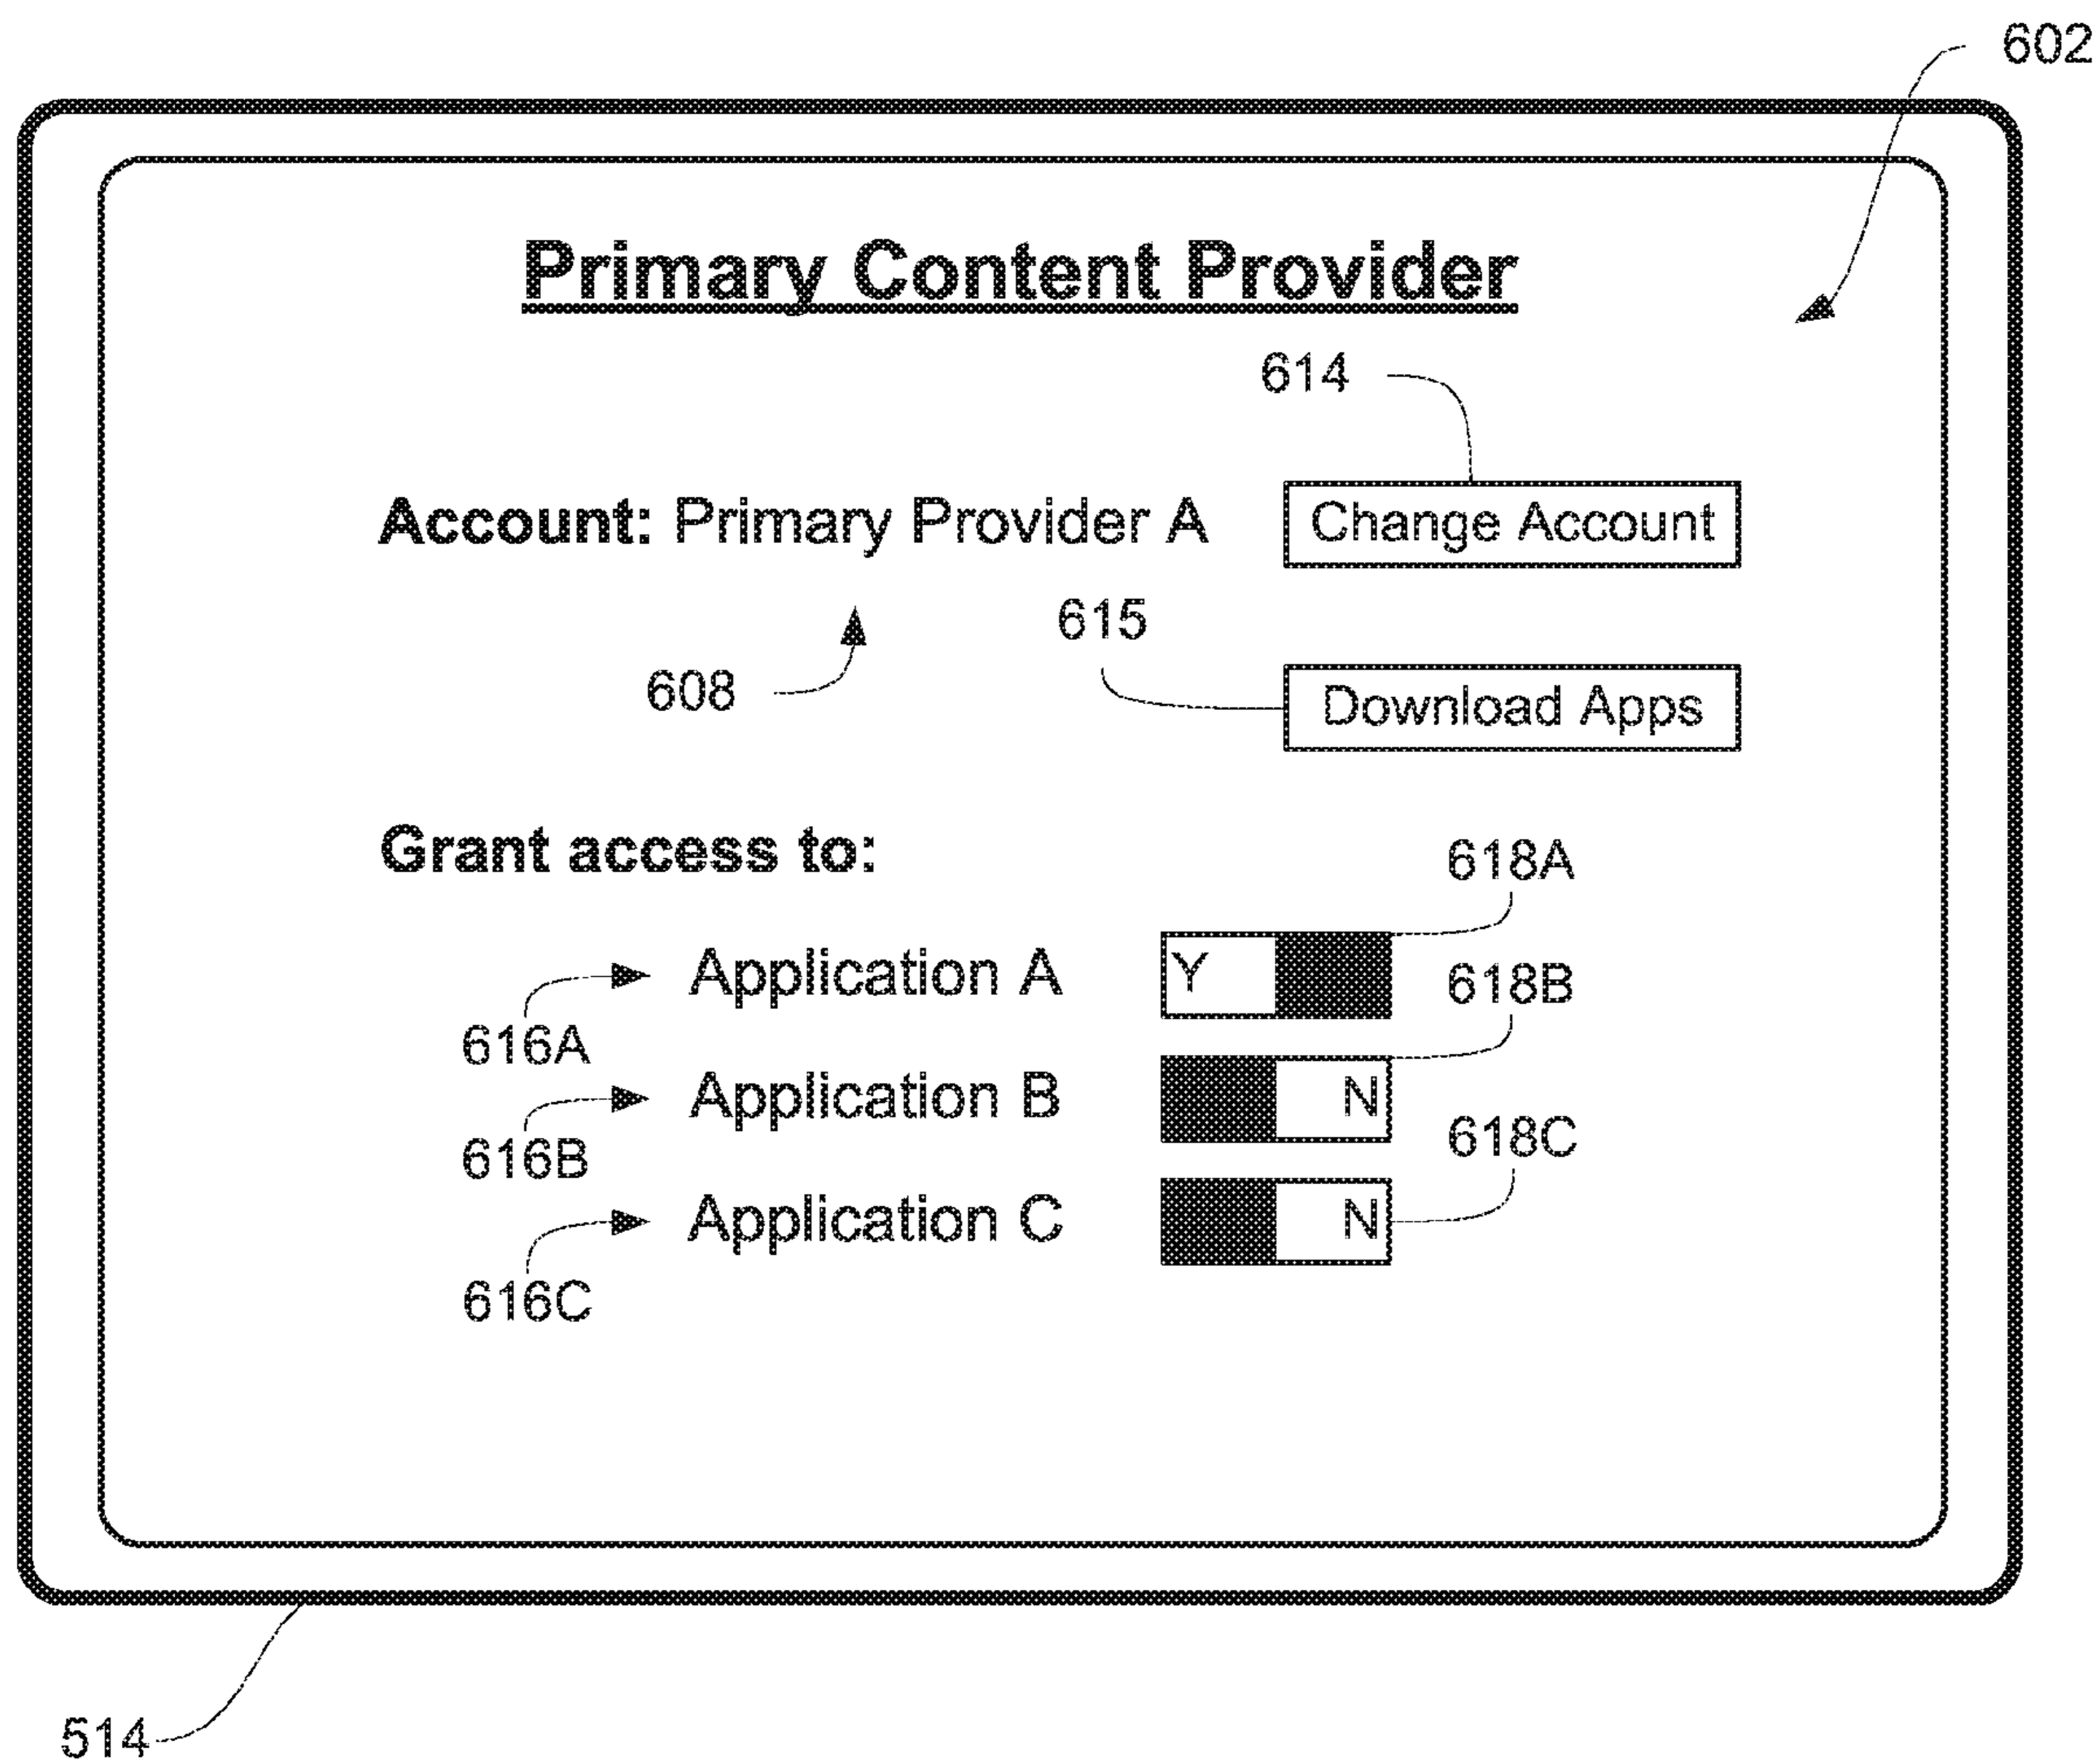 602
Primary Content Provider
614
Account: Primary Provider A
Change Account
615
608
Download Apps
Grant access to:
618A
Application A
Y
616A
618B
Application B
N
616B
618C
Application C
N
616C
514